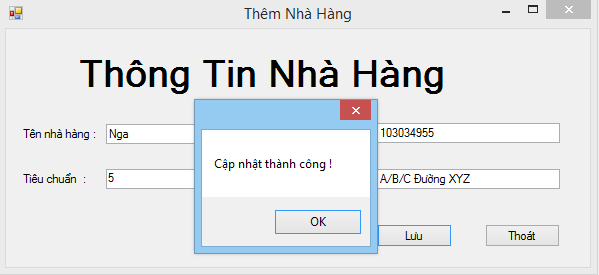 Thêm Nhà Hàng
Thông Tin Nhà Hàng
Tên nhà hàng : Nga 103034955
Cập nhật thành công !
Tiêu chuẩn : 5 A/B/C Đường XYZ
OK
Lưu Thoát